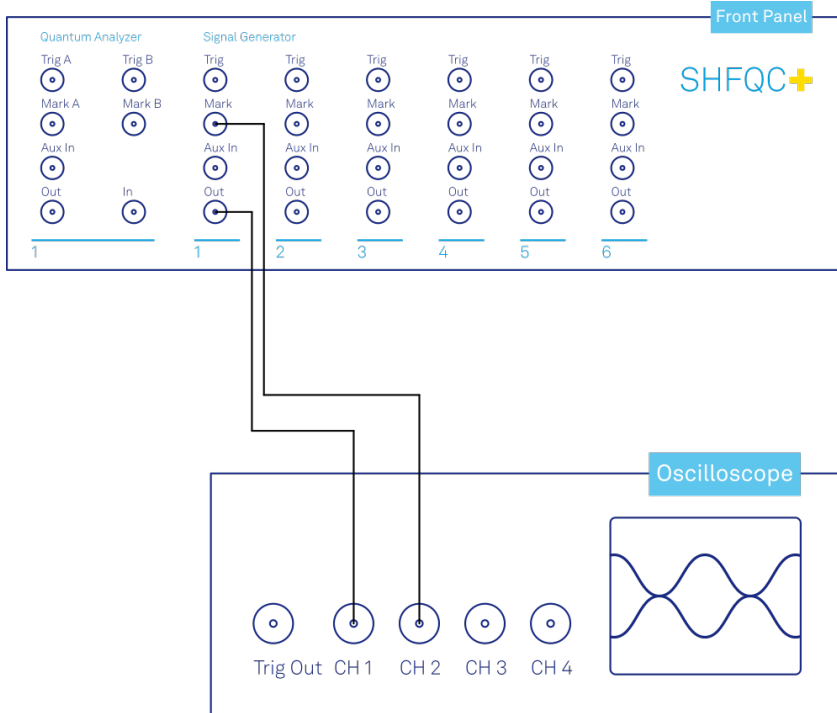 Front Panel
Quantum Analyzer Signal Generator
Trig A Trig B Trig Trig Trig Trig Trig Trig
SHFQC+
Mark A Mark B Mark Mark Mark Mark Mark Mark
Aux In Aux In Aux In Aux In Aux In Aux In Aux In
Out In Out Out Out Out Out Out
1 1 2 3 4 5 6
Oscilloscope
Trig Out CH 1 CH 2 CH 3 CH 4